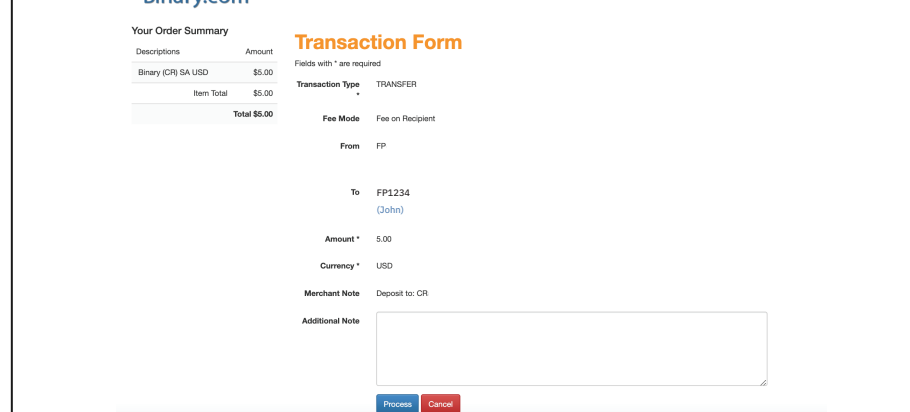 Binary.com
Your Order Summary
Descriptions Amount
Binary (CR) SA USD $5.00
Item Total $5.00
Total $5.00
Transaction Form
Fields with * are required
Transaction Type * TRANSFER
Fee Mode Fee on Recipient
From FP
To FP1234
(John)
Amount * 5.00
Currency * USD
Merchant Note Deposit to: CR
Additional Note
Process Cancel